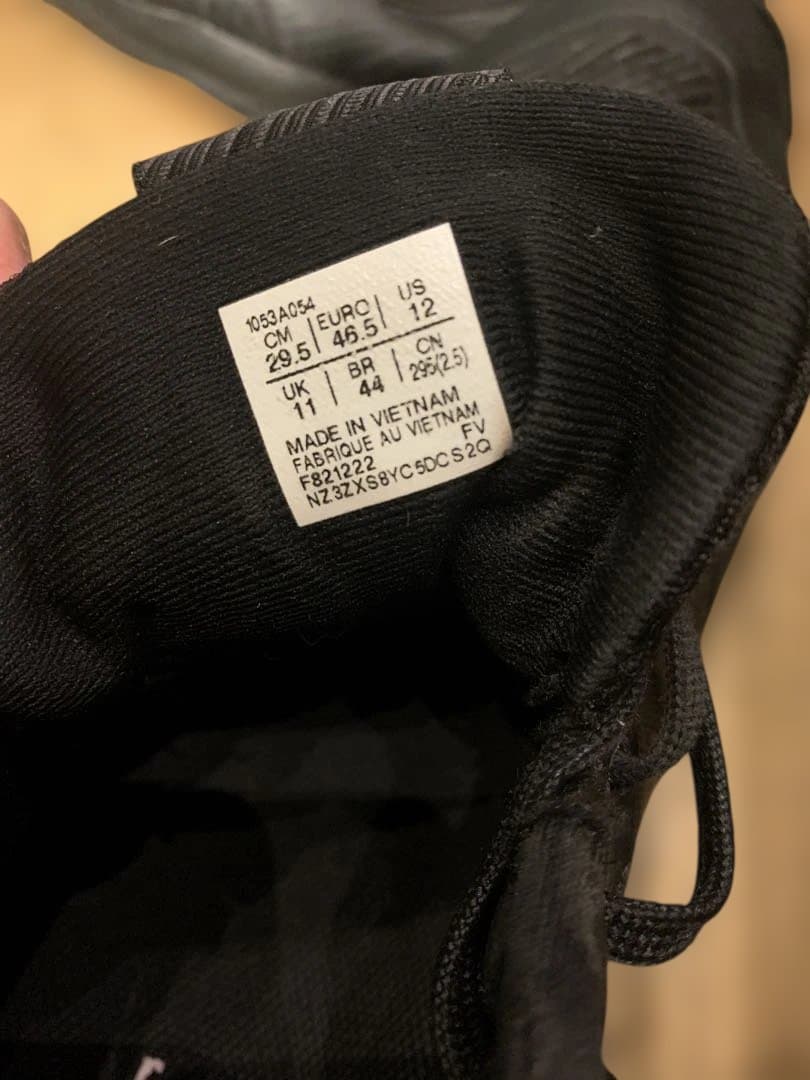 1053A054
CM | EURO | US
29.5 | 46.5 | 12
UK | BR | CN
11 | 44 | 295(2.5)
MADE IN VIETNAM
FABRIQUE AU VIETNAM
F821222 FV
NZ3ZXS8YC5DCS2Q